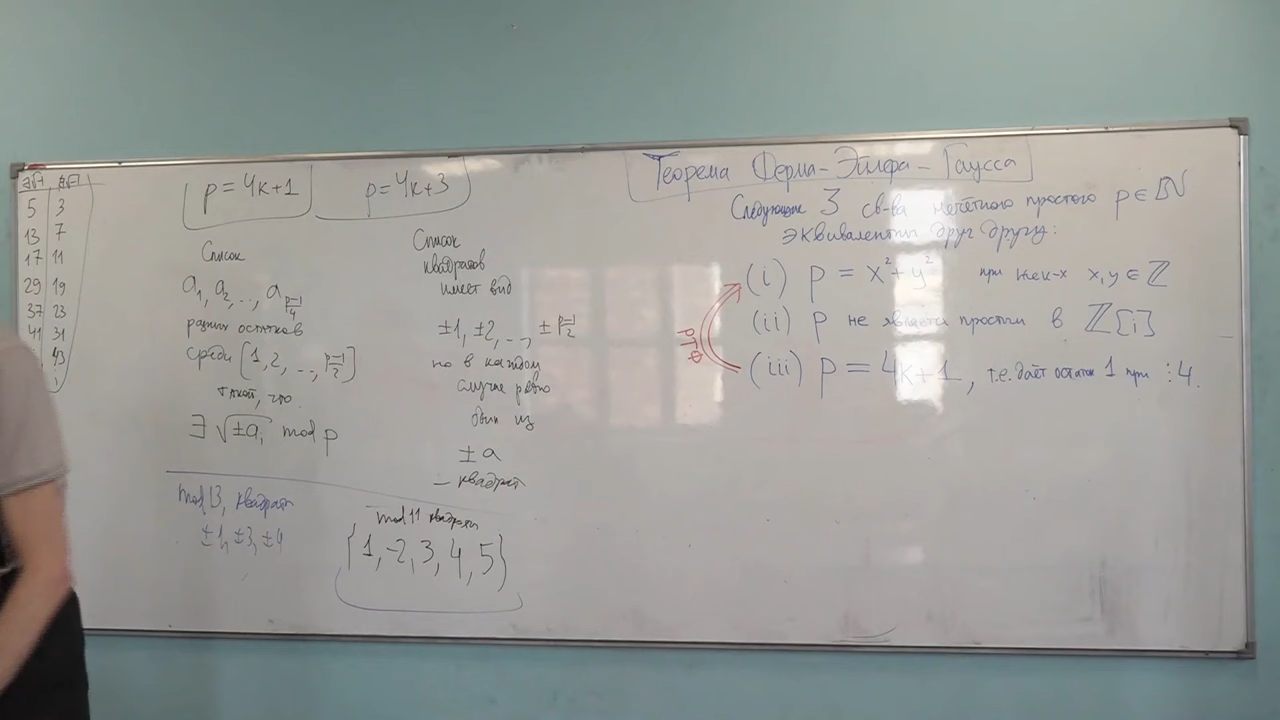 ∃√-1 ∄√-1
5 3
13 7
17 11
29 19
37 23
41 31
43
p = 4k+1
Список
a₁, a₂, ..., a_{(p-1)/4}
разных остатков
среди [1, 2, ..., (p-1)/2]
такой, что
∃ √±aᵢ mod p
p = 4k+3
Список
квадратов
имеет вид
±1, ±2, ..., ± (p-1)/2
но в каждом
случае ровно
один из
±a
– квадрат
mod 13, квадраты
±1, ±3, ±4
mod 11 квадраты
{1, -2, 3, 4, 5}
Теорема Ферма-Эйлера-Гаусса
Следующие 3 св-ва нечётного простого p ∈ ℕ
эквивалентны друг другу:
(i) p = x² + y² при нек-х x, y ∈ ℤ
(ii) p не является простым в ℤ[i]
(iii) p = 4k+1, т.е. даёт остаток 1 при ⋮ 4.
РТФ